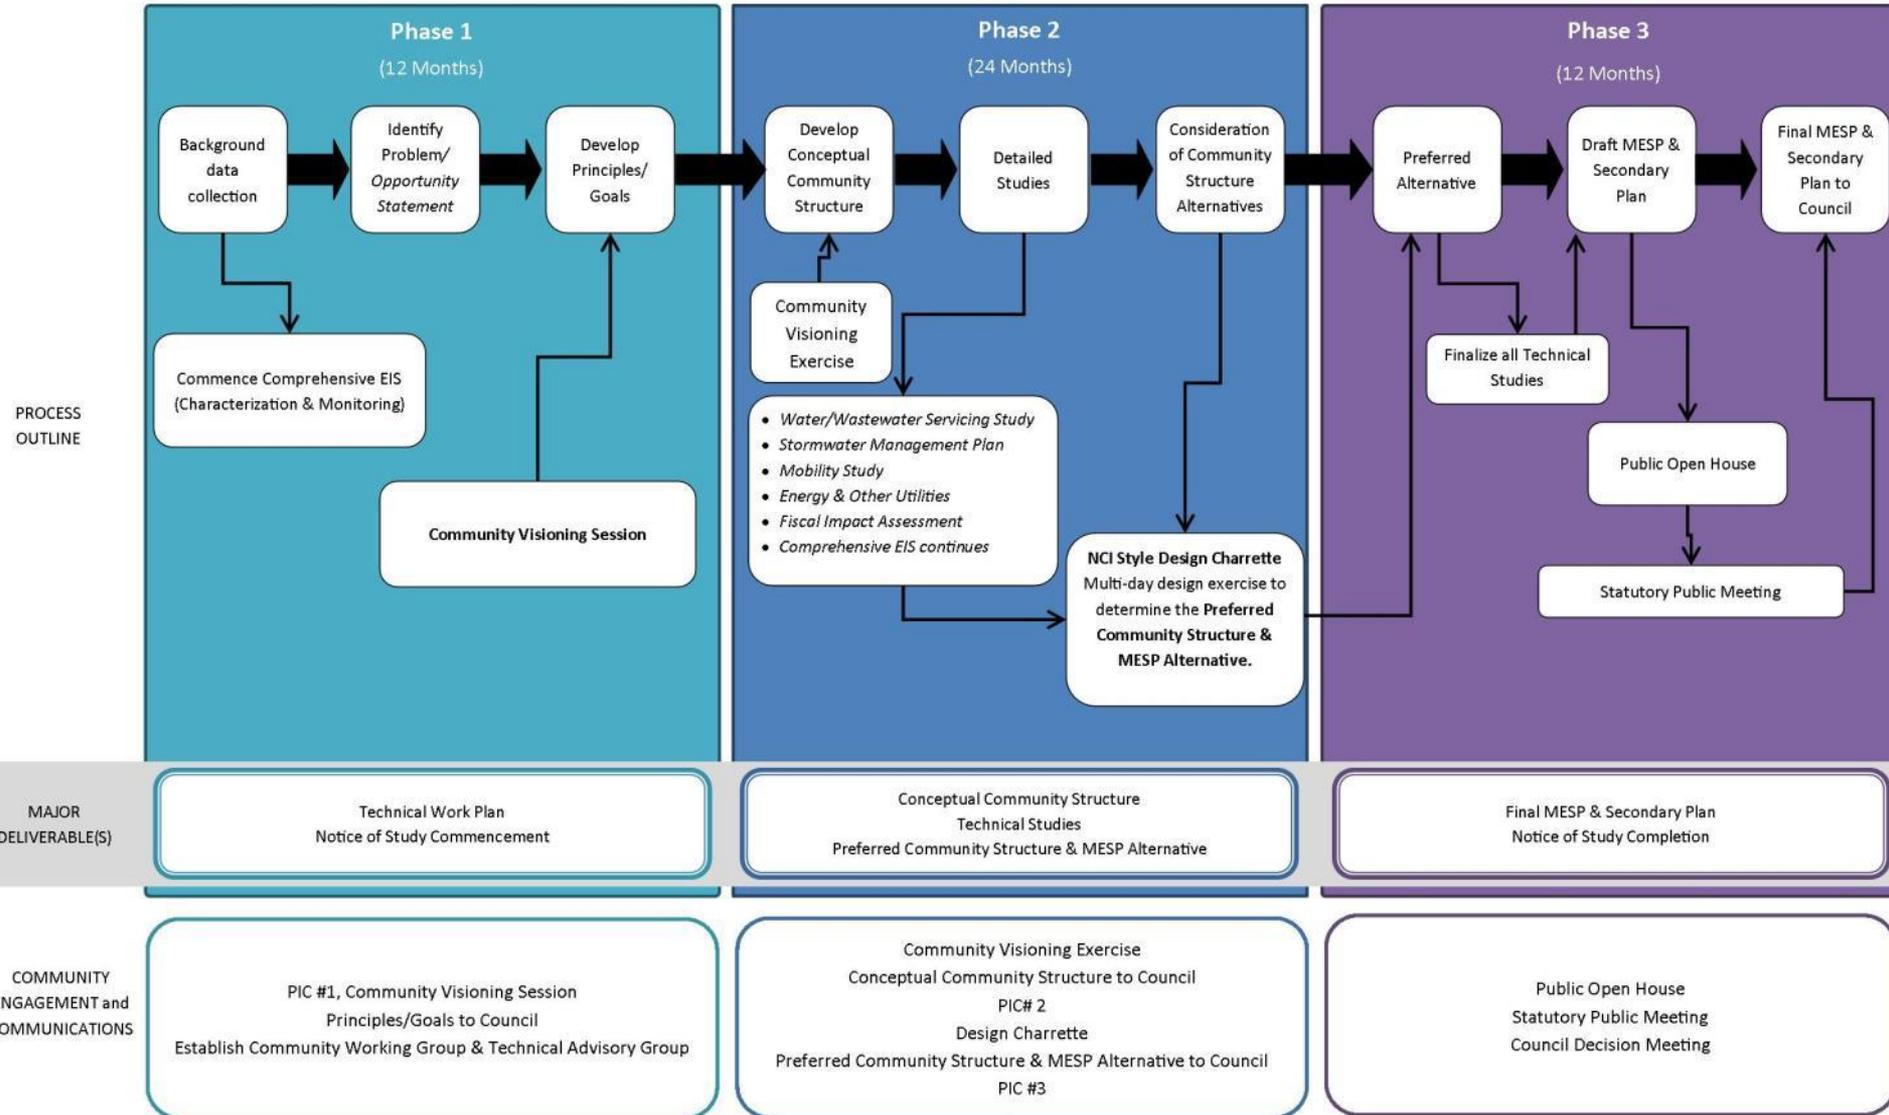 Phase 1
(12 Months)
Background
data
collection
Identify
Problem/
Opportunity
Statement
Develop
Principles/
Goals
Commence Comprehensive EIS
(Characterization & Monitoring)
Community Visioning Session
Phase 2
(24 Months)
Develop
Conceptual
Community
Structure
Detailed
Studies
Consideration
of Community
Structure
Alternatives
Community
Visioning
Exercise
• Water/Wastewater Servicing Study
• Stormwater Management Plan
• Mobility Study
• Energy & Other Utilities
• Fiscal Impact Assessment
• Comprehensive EIS continues
NCI Style Design Charrette
Multi-day design exercise to
determine the Preferred
Community Structure &
MESP Alternative.
Phase 3
(12 Months)
Preferred
Alternative
Draft MESP &
Secondary
Plan
Final MESP &
Secondary
Plan to
Council
Finalize all Technical
Studies
Public Open House
Statutory Public Meeting
PROCESS
OUTLINE
MAJOR
DELIVERABLE(S)
Technical Work Plan
Notice of Study Commencement
Conceptual Community Structure
Technical Studies
Preferred Community Structure & MESP Alternative
Final MESP & Secondary Plan
Notice of Study Completion
COMMUNITY
NGAGEMENT and
OMMUNICATIONS
PIC #1, Community Visioning Session
Principles/Goals to Council
Establish Community Working Group & Technical Advisory Group
Community Visioning Exercise
Conceptual Community Structure to Council
PIC# 2
Design Charrette
Preferred Community Structure & MESP Alternative to Council
PIC #3
Public Open House
Statutory Public Meeting
Council Decision Meeting